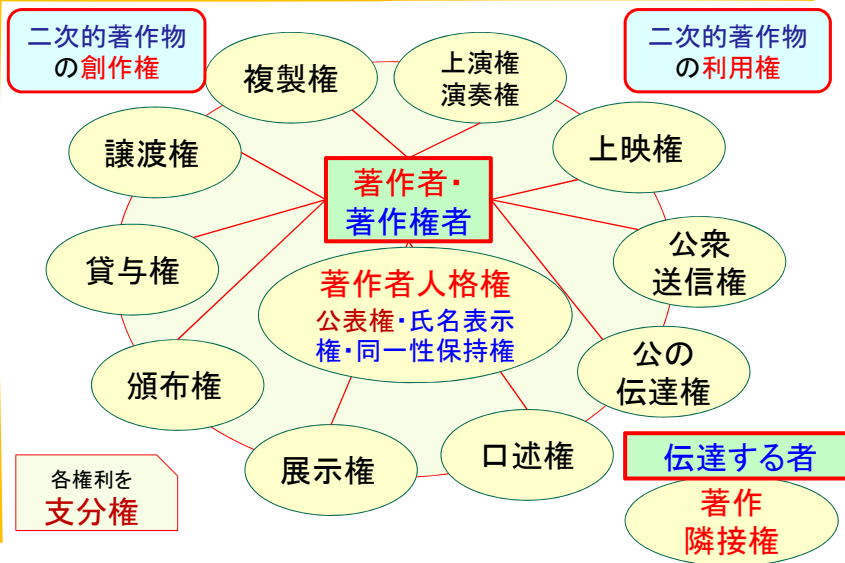 二次的著作物
の創作権
二次的著作物
の利用権
複製権
上演権
演奏権
譲渡権
上映権
著作者・
著作権者
貸与権
公衆
送信権
著作者人格権
公表権・氏名表示
権・同一性保持権
頒布権
公の
伝達権
展示権
口述権
各権利を
支分権
伝達する者
著作
隣接権